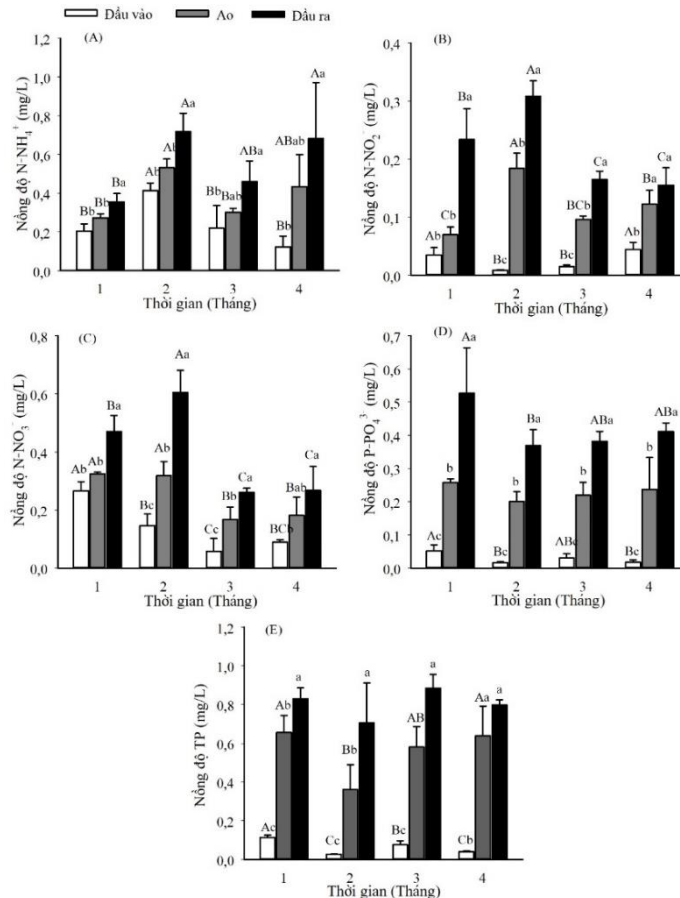 Đầu vào Ao Đầu ra
(A)
Nồng độ N-NH4+ (mg/L)
1,2
1,0
0,8
0,6
0,4
0,2
0,0
Bb Bb Ba
Ab Ab Aa
Bb Bab ABa
Bb ABab Aa
1 2 3 4
Thời gian (Tháng)
(B)
Nồng độ N-NO2- (mg/L)
0,4
0,3
0,2
0,1
0,0
Ab Cb Ba
Bc Ab Aa
Bc BCb Ca
Ab Ba Ca
1 2 3 4
Thời gian (Tháng)
(C)
Nồng độ N-NO3- (mg/L)
0,8
0,6
0,4
0,2
0,0
Ab Ab Ba
Bc Ab Aa
Cc Bb Ca
BCb Bab Ca
1 2 3 4
Thời gian (Tháng)
(D)
Nồng độ P-PO43- (mg/L)
0,7
0,6
0,5
0,4
0,3
0,2
0,1
0,0
Ac b Aa
Bc b Ba
ABc b ABa
Bc b ABa
1 2 3 4
Thời gian (Tháng)
(E)
Nồng độ TP (mg/L)
1,2
1,0
0,8
0,6
0,4
0,2
0,0
Ac Ab a
Cc Bb a
Bc AB a
Cb Aa a
1 2 3 4
Thời gian (Tháng)